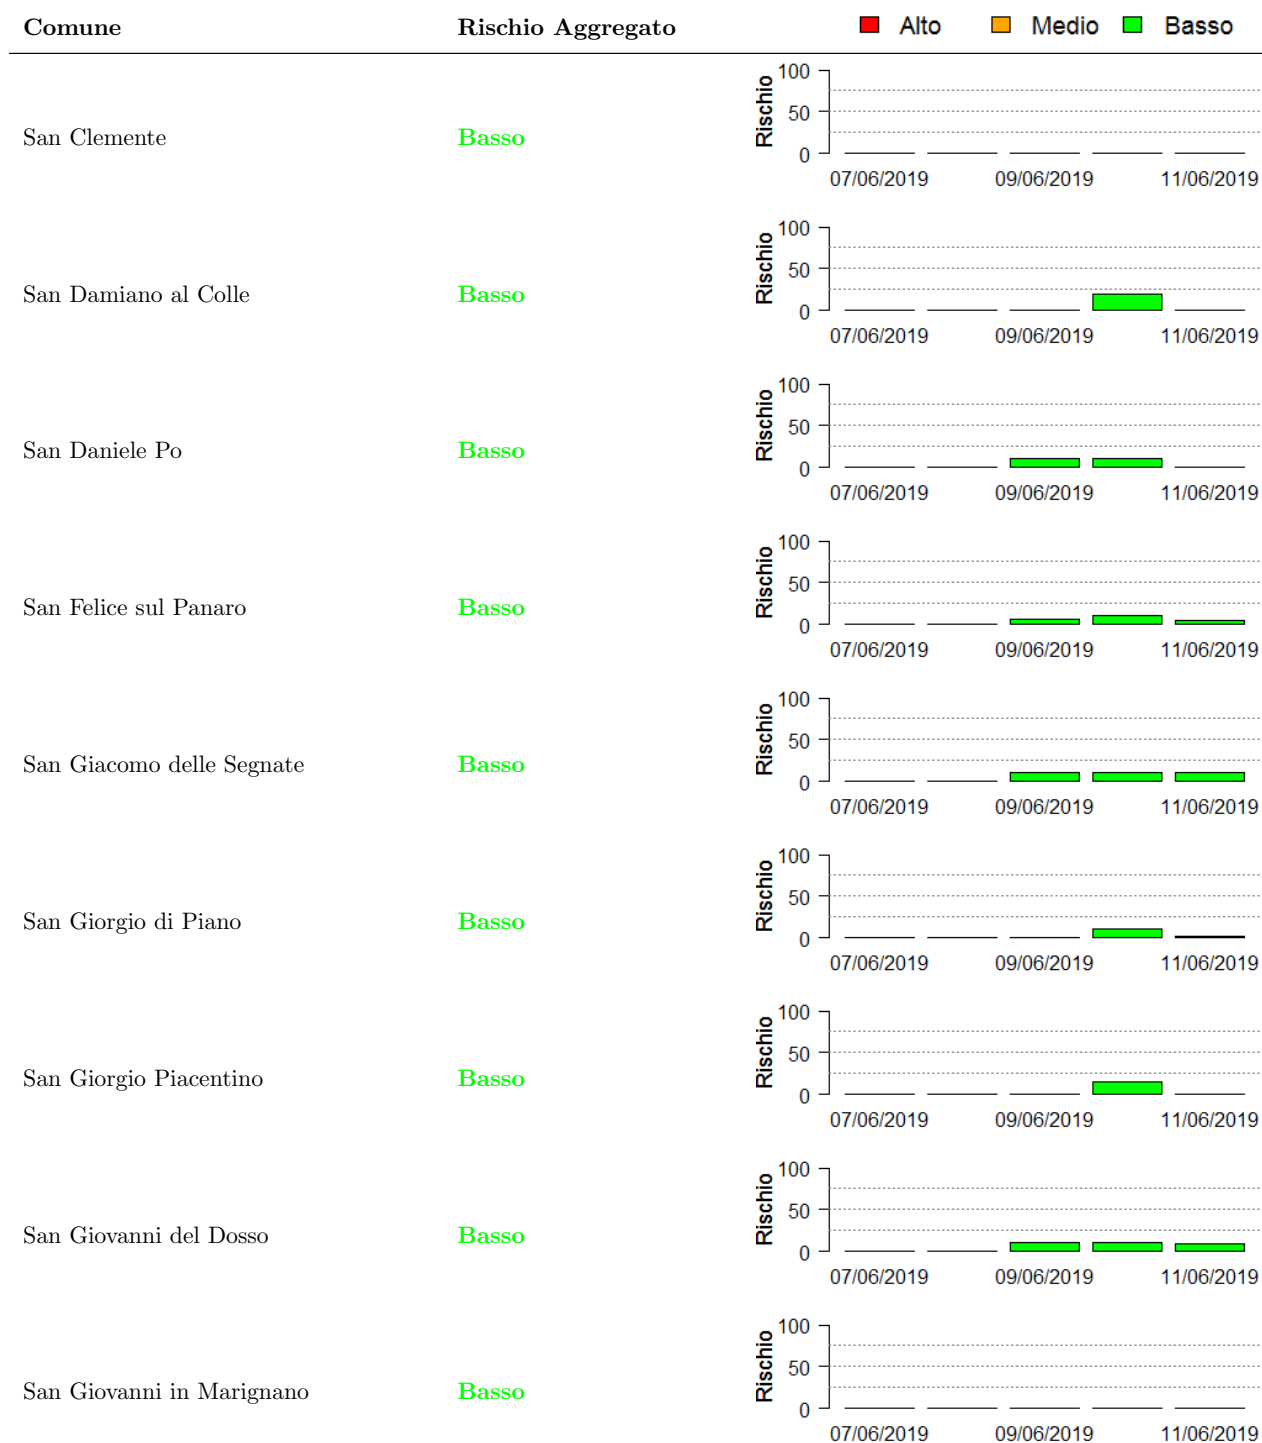 Comune Rischio Aggregato Alto Medio Basso
100
Rischio
50
San Clemente Basso
0
07/06/2019 09/06/2019 11/06/2019
100
Rischio
50
San Damiano al Colle Basso
0
07/06/2019 09/06/2019 11/06/2019
100
Rischio
50
San Daniele Po Basso
0
07/06/2019 09/06/2019 11/06/2019
100
Rischio
50
San Felice sul Panaro Basso
0
07/06/2019 09/06/2019 11/06/2019
100
Rischio
50
San Giacomo delle Segnate Basso
0
07/06/2019 09/06/2019 11/06/2019
100
Rischio
50
San Giorgio di Piano Basso
0
07/06/2019 09/06/2019 11/06/2019
100
Rischio
50
San Giorgio Piacentino Basso
0
07/06/2019 09/06/2019 11/06/2019
100
Rischio
50
San Giovanni del Dosso Basso
0
07/06/2019 09/06/2019 11/06/2019
100
Rischio
50
San Giovanni in Marignano Basso
0
07/06/2019 09/06/2019 11/06/2019